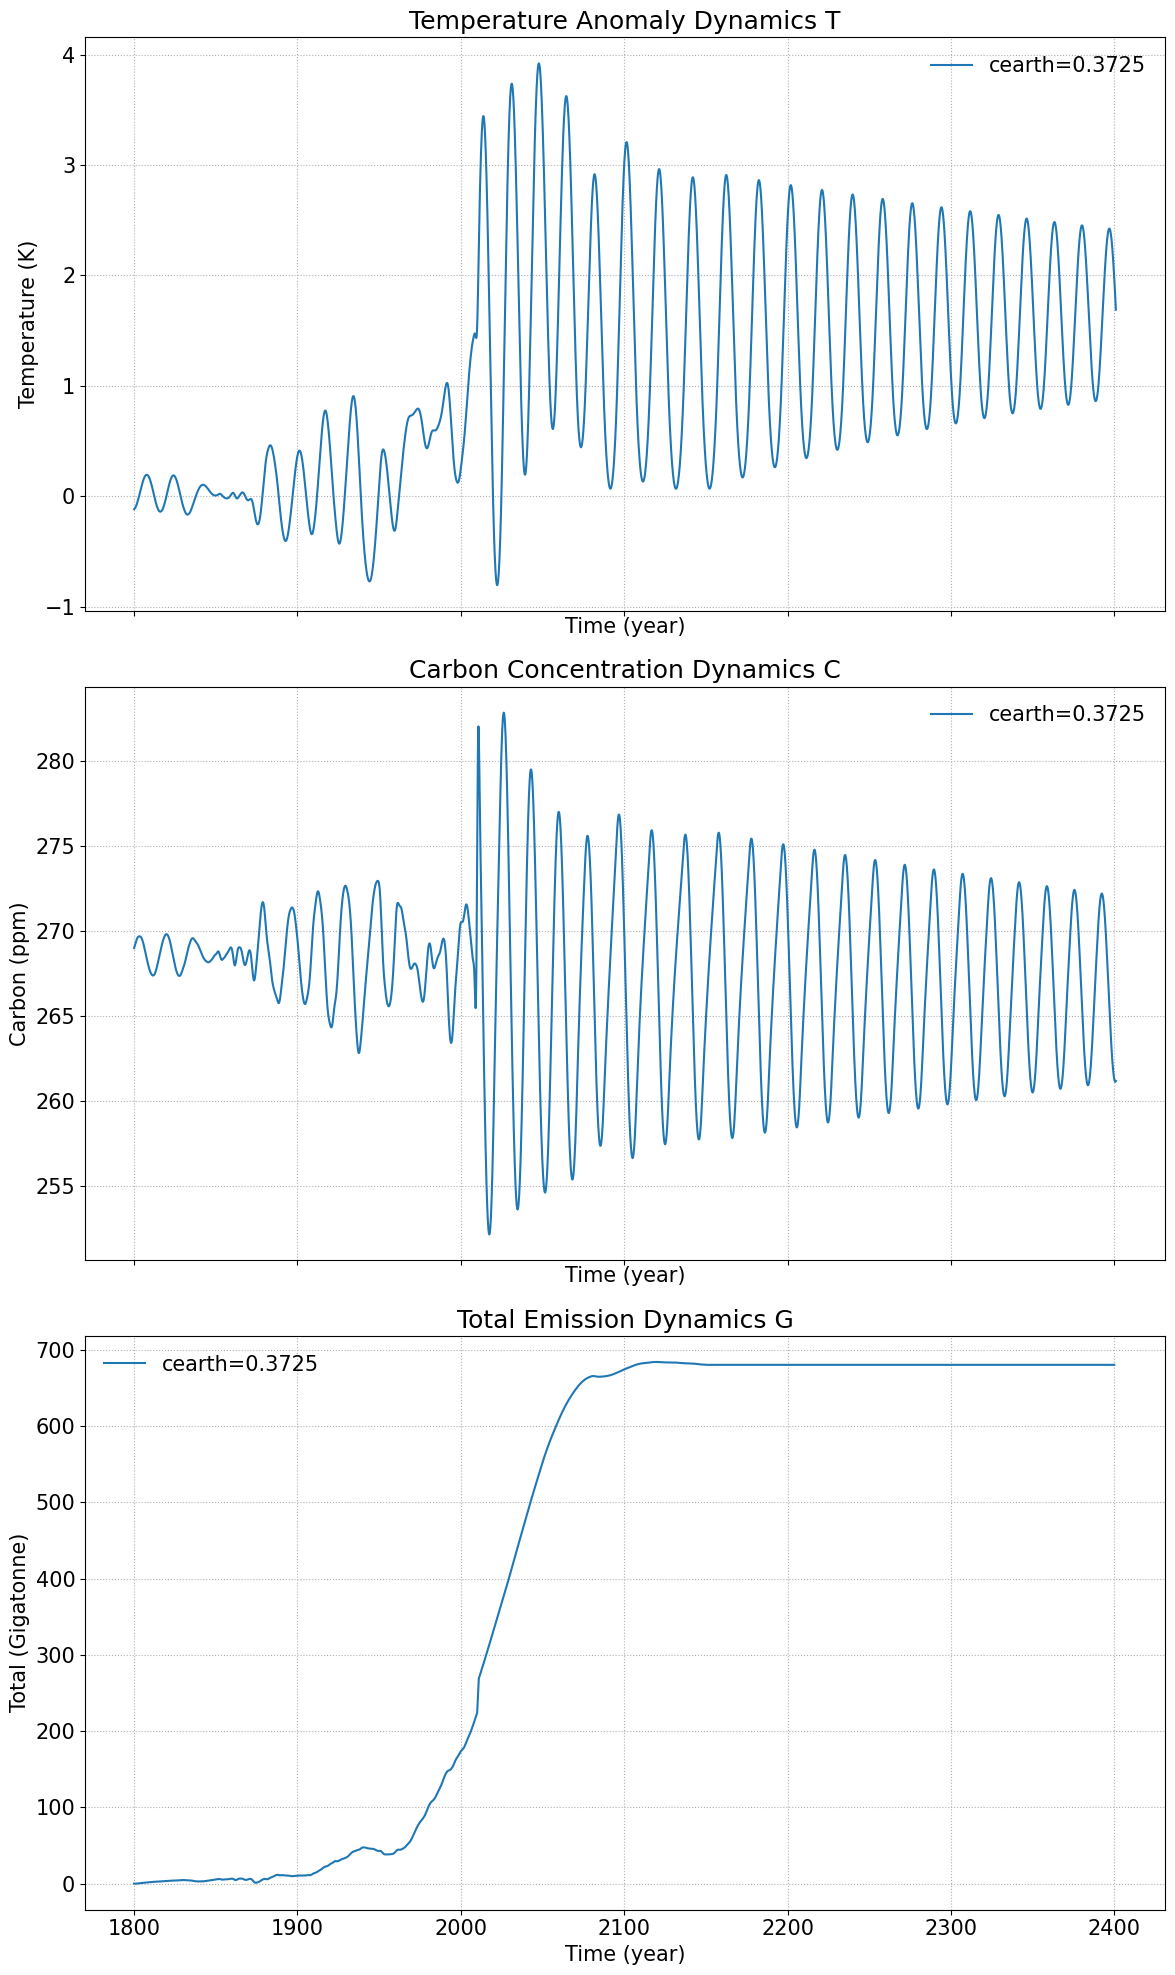 Temperature Anomaly Dynamics T
cearth=0.3725
4
3
2
1
0
−1
Temperature (K)
Time (year)
Carbon Concentration Dynamics C
cearth=0.3725
280
275
270
265
260
255
Carbon (ppm)
Time (year)
Total Emission Dynamics G
cearth=0.3725
700
600
500
400
300
200
100
0
Total (Gigatonne)
1800 1900 2000 2100 2200 2300 2400
Time (year)